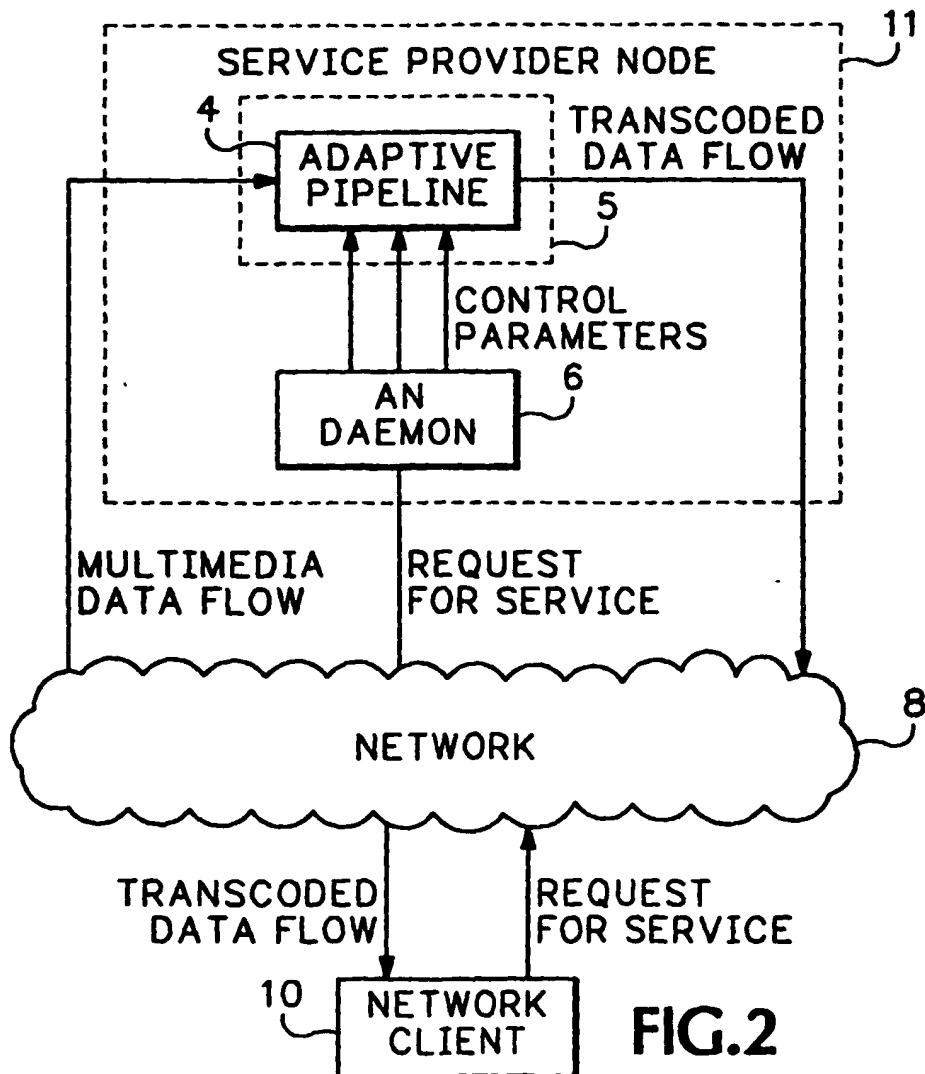 11
SERVICE PROVIDER NODE
4
TRANSCODED
DATA FLOW
ADAPTIVE
PIPELINE
5
CONTROL
PARAMETERS
6
AN
DAEMON
MULTIMEDIA
DATA FLOW
REQUEST
FOR SERVICE
8
NETWORK
TRANSCODED
DATA FLOW
REQUEST
FOR SERVICE
10
NETWORK
CLIENT
FIG.2